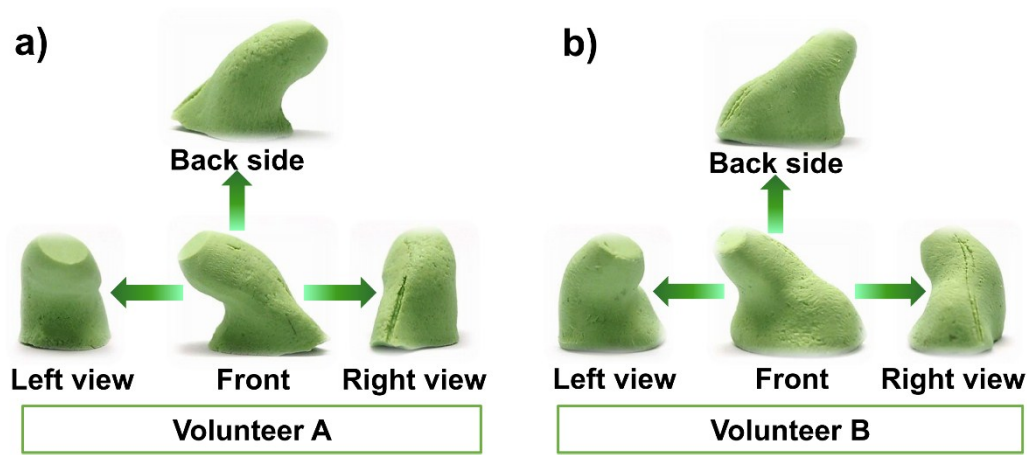 a)
Back side
Left view
Front
Right view
Volunteer A
b)
Back side
Left view
Front
Right view
Volunteer B